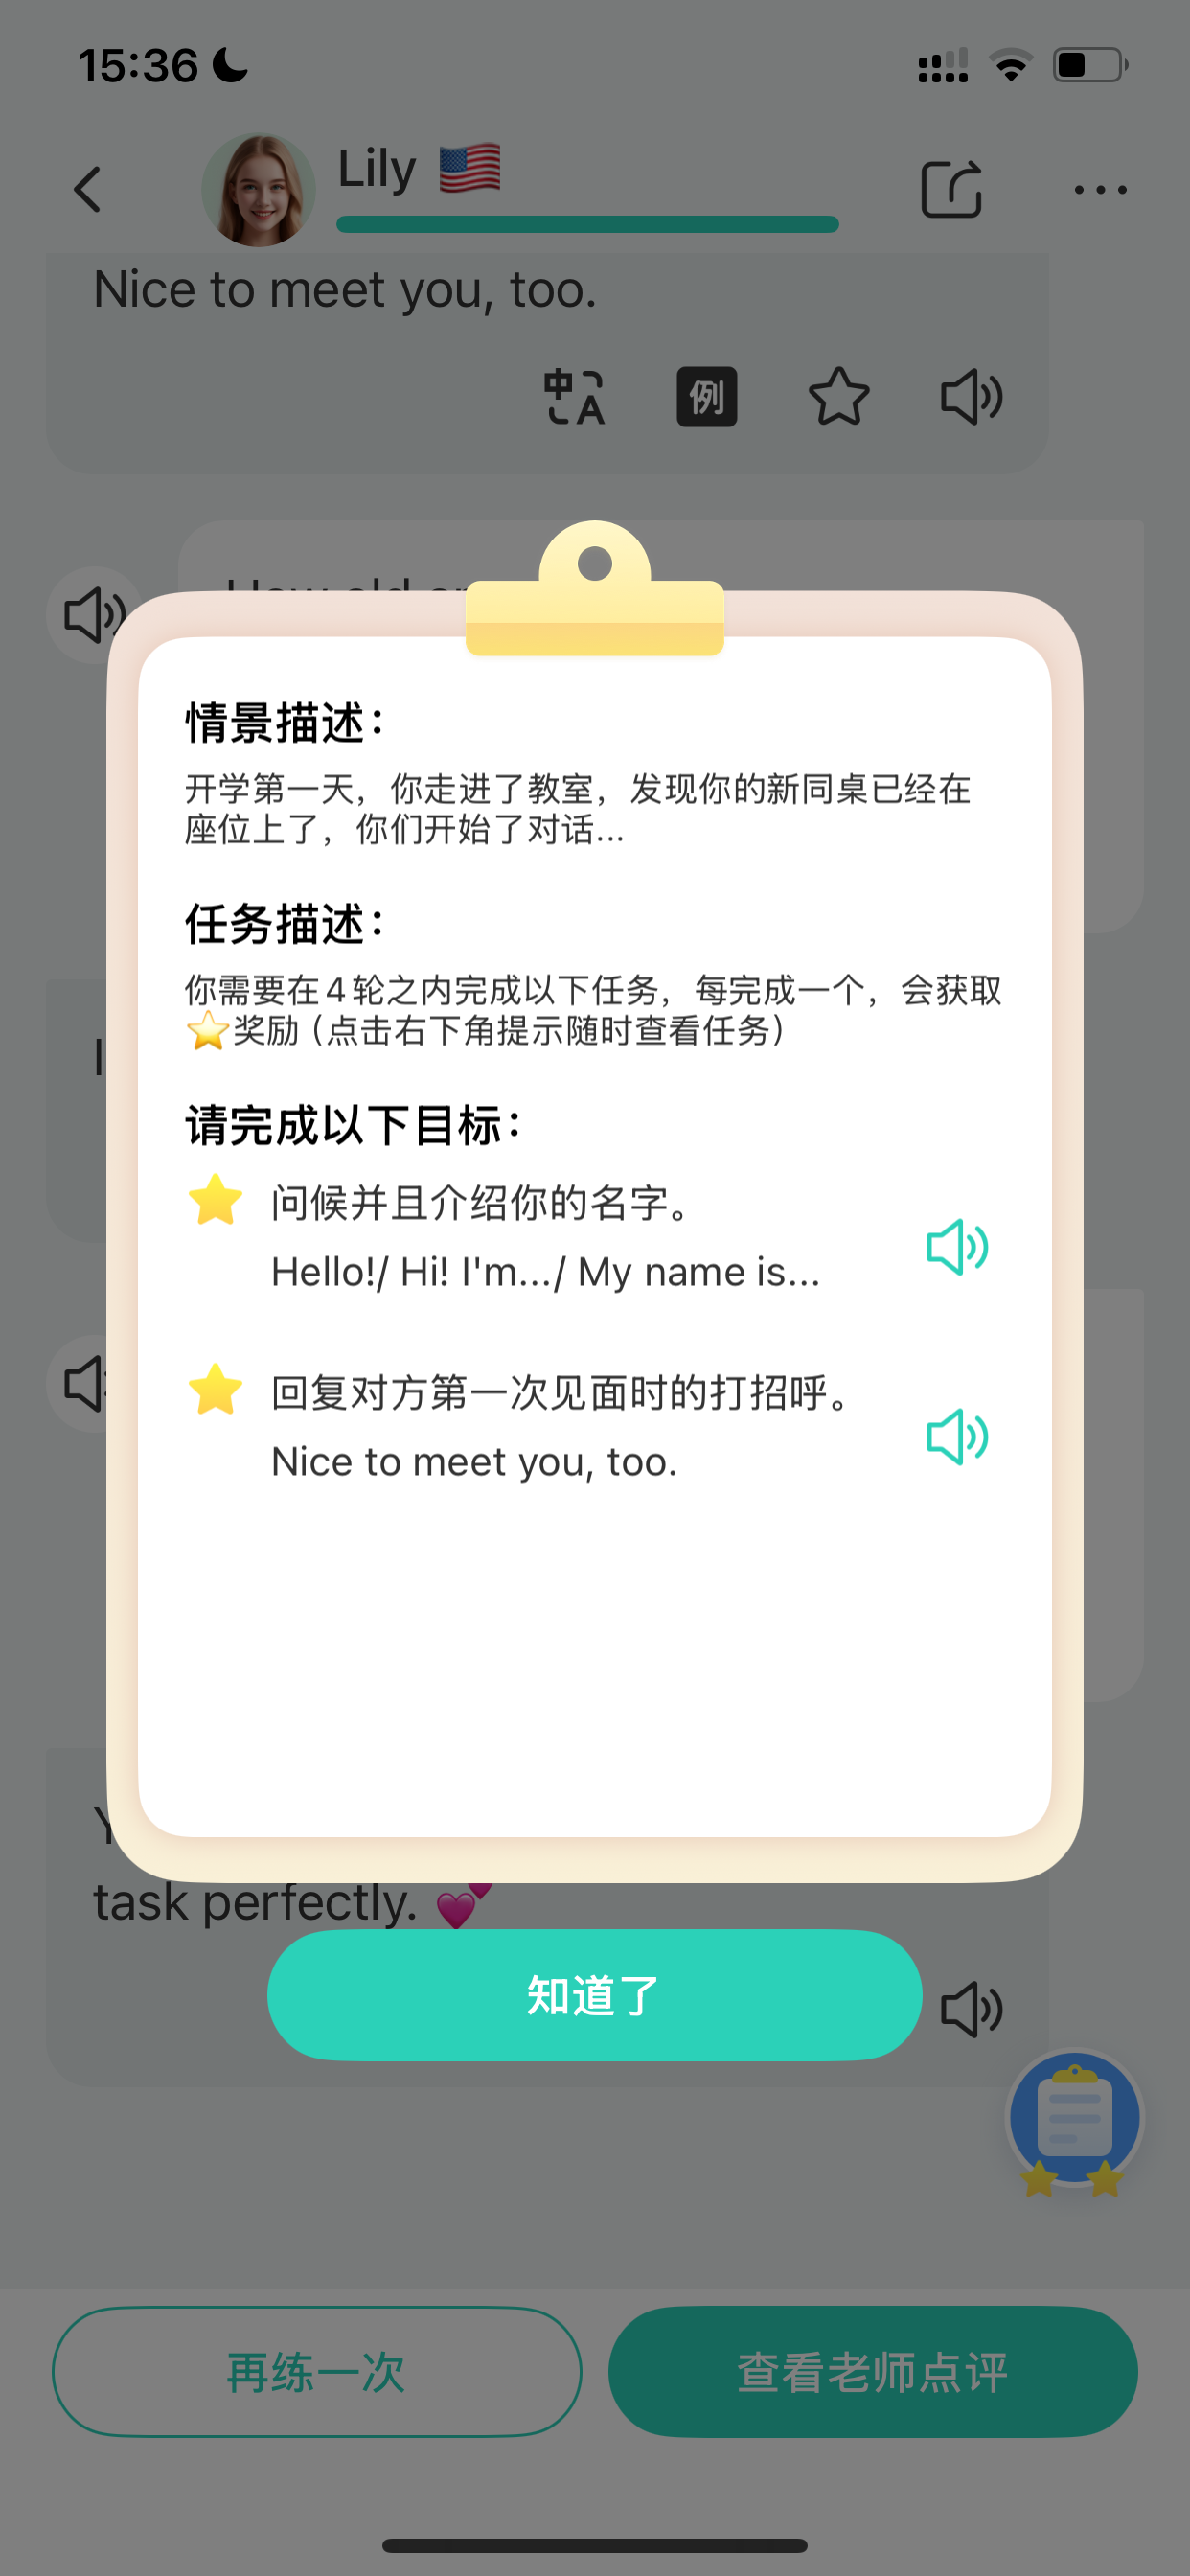 15:36
Lily
Nice to meet you, too.
中 A
例
How old
情景描述：
开学第一天，你走进了教室，发现你的新同桌已经在
座位上了，你们开始了对话...
任务描述：
你需要在4轮之内完成以下任务，每完成一个，会获取
⭐奖励（点击右下角提示随时查看任务）
I
请完成以下目标：
问候并且介绍你的名字。
Hello!/ Hi! I'm.../ My name is...
回复对方第一次见面时的打招呼。
Nice to meet you, too.
task perfectly. 💕
知道了
再练一次
查看老师点评